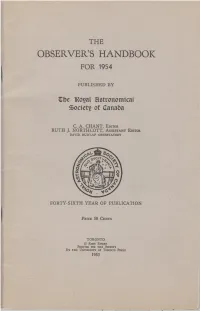 THE
OBSERVER'S HANDBOOK
FOR 1954
PUBLISHED BY
The Royal Astronomical
Society of Canada
C. A. CHANT, EDITOR
RUTH J. NORTHCOTT, ASSISTANT EDITOR
DAVID DUNLAP OBSERVATORY
FORTY-SIXTH YEAR OF PUBLICATION
PRICE 50 CENTS
TORONTO
3 ROSS STREET
PRINTED FOR THE SOCIETY
BY THE UNIVERSITY OF TORONTO PRESS
1953